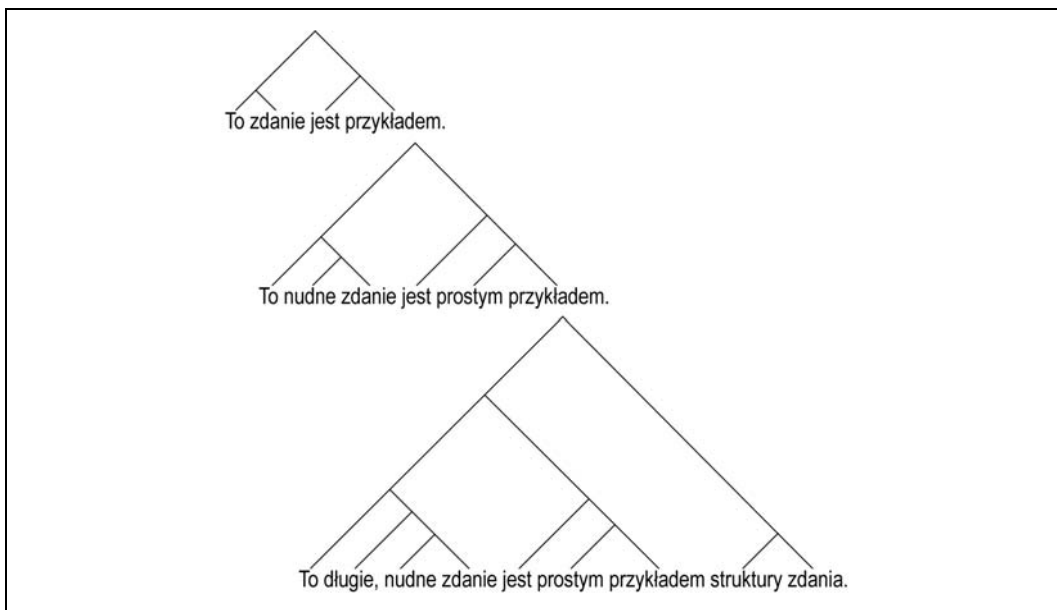 To zdanie jest przykładem.
To nudne zdanie jest prostym przykładem.
To długie, nudne zdanie jest prostym przykładem struktury zdania.